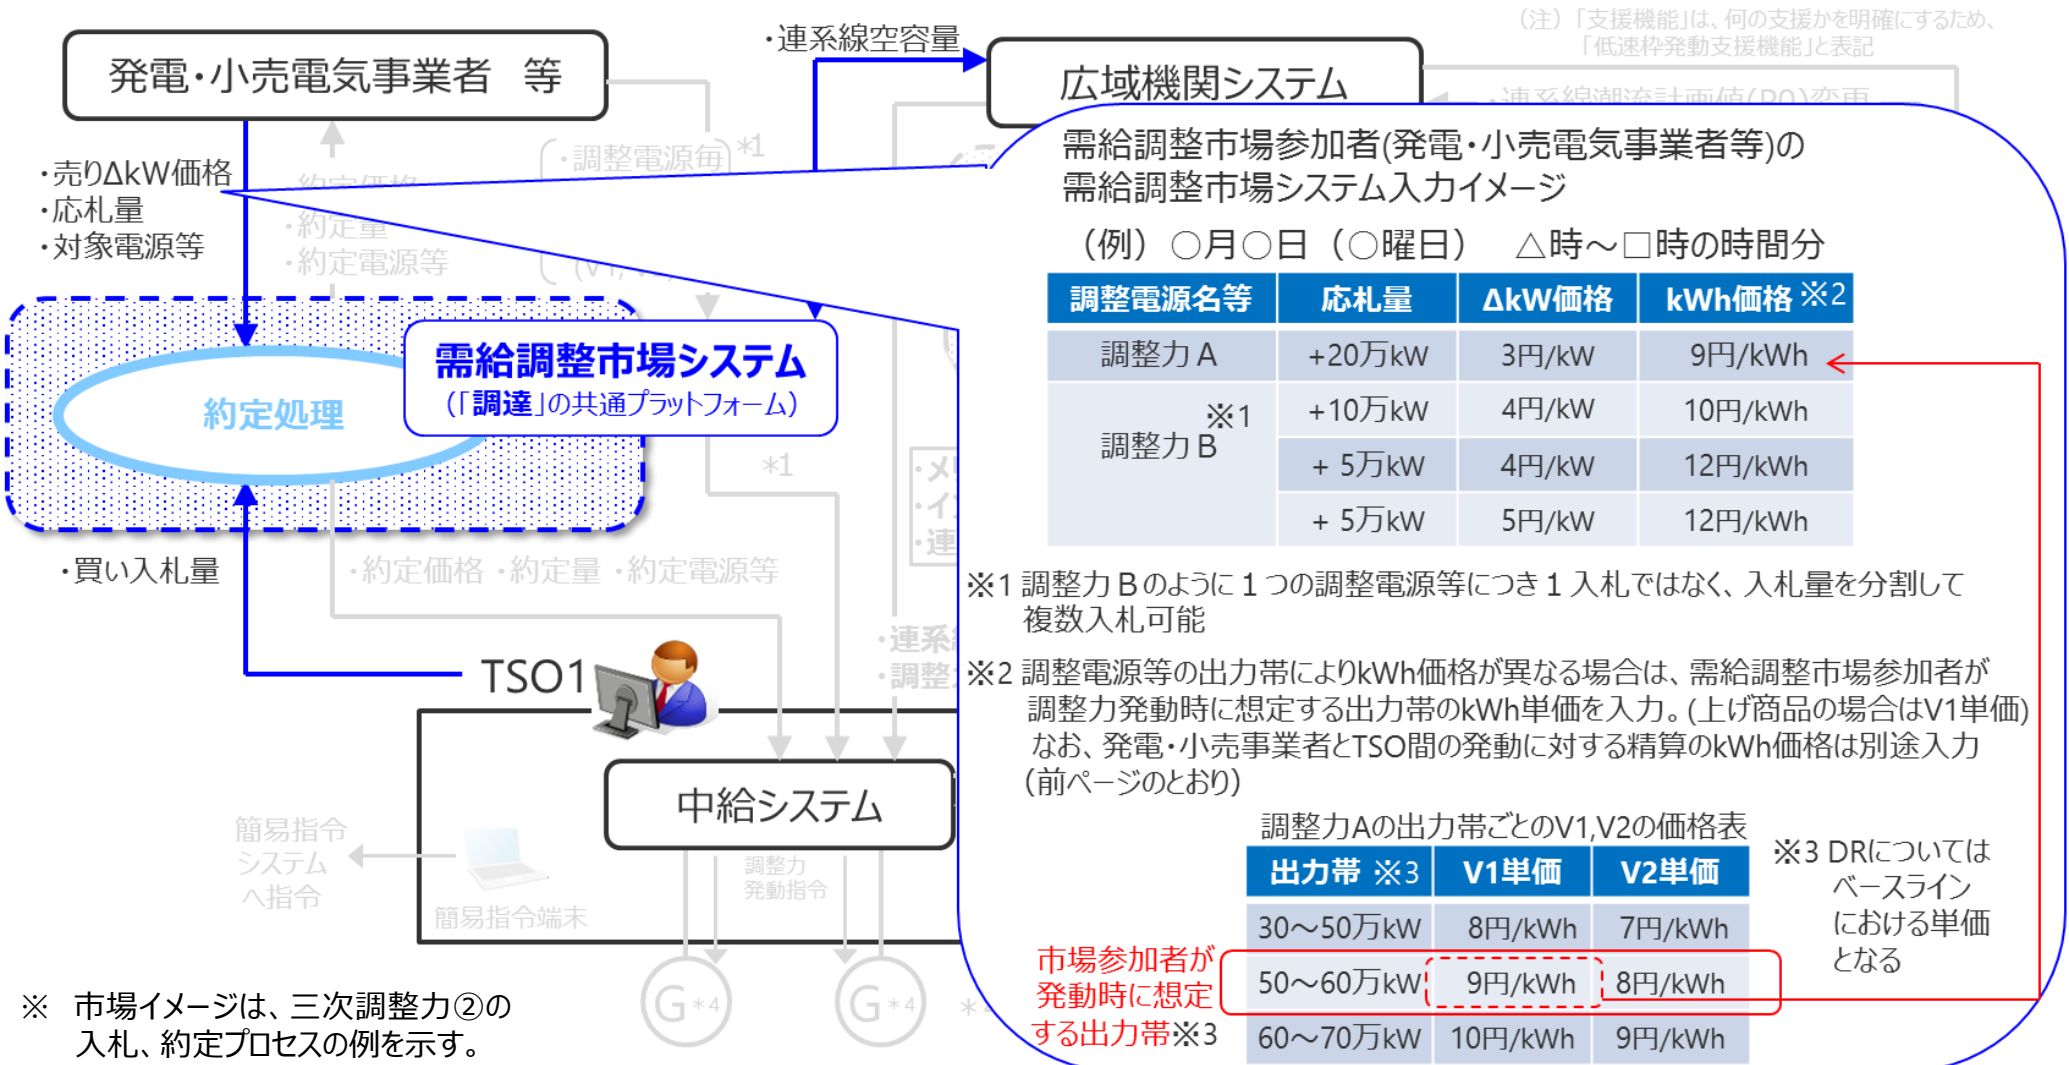 (注)「支援機能」は、何の支援かを明確にするため、
「低速枠発動支援機能」と表記
・連系線空容量
発電・小売電気事業者 等
広域機関システム
・連系線潮流計画値(P0)変更
・調整電源毎
*1
・売りΔkW価格
・応札量
・対象電源等
・約定価格
・約定量
・約定電源等
需給調整市場システム
(「調達」の共通プラットフォーム)
約定処理
*1
・買い入札量
・約定価格 ・約定量 ・約定電源等
・連系
・調整
TSO1
中給システム
簡易指令
システム
へ指令
簡易指令端末
調整力
発動指令
G*4
G*4
※ 市場イメージは、三次調整力②の
入札、約定プロセスの例を示す。
需給調整市場参加者(発電・小売電気事業者等)の
需給調整市場システム入力イメージ
(例)○月○日(○曜日) △時~□時の時間分
調整電源名等 応札量 ΔkW価格 kWh価格 ※2
調整力A +20万kW 3円/kW 9円/kWh
調整力B ※1 +10万kW 4円/kW 10円/kWh
+ 5万kW 4円/kW 12円/kWh
+ 5万kW 5円/kW 12円/kWh
※1 調整力Bのように1つの調整電源等につき1入札ではなく、入札量を分割して
複数入札可能
※2 調整電源等の出力帯によりkWh価格が異なる場合は、需給調整市場参加者が
調整力発動時に想定する出力帯のkWh単価を入力。(上げ商品の場合はV1単価)
なお、発電・小売事業者とTSO間の発動に対する精算のkWh価格は別途入力
(前ページのとおり)
調整力Aの出力帯ごとのV1,V2の価格表
出力帯 ※3 V1単価 V2単価
30~50万kW 8円/kWh 7円/kWh
50~60万kW 9円/kWh 8円/kWh
60~70万kW 10円/kWh 9円/kWh
市場参加者が
発動時に想定
する出力帯※3
※3 DRについては
ベースライン
における単価
となる